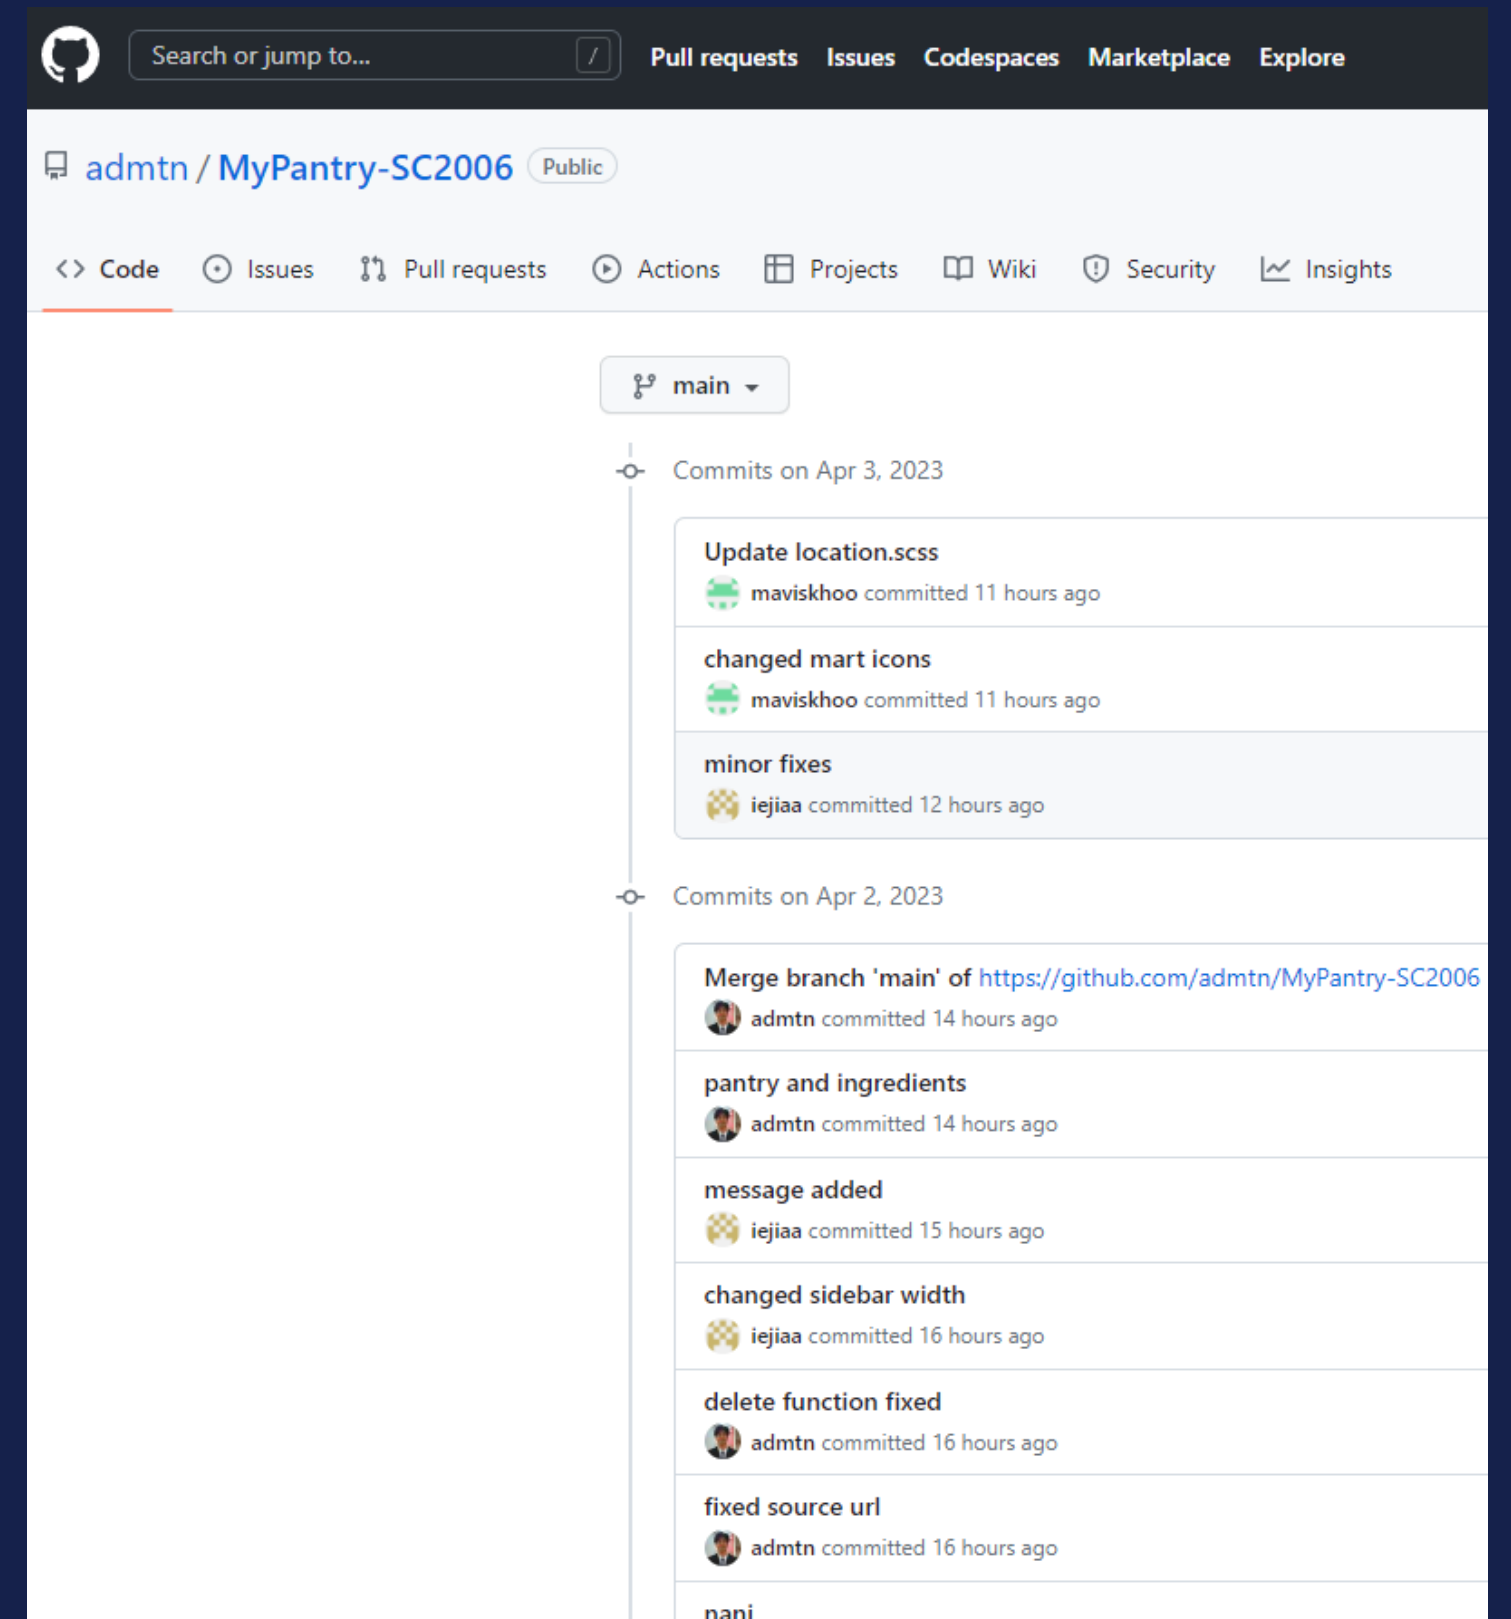 Search or jump to... /
Pull requests Issues Codespaces Marketplace Explore
admtn / MyPantry-SC2006 Public
Code Issues Pull requests Actions Projects Wiki Security Insights
main
Commits on Apr 3, 2023
Update location.scss
maviskhoo committed 11 hours ago
changed mart icons
maviskhoo committed 11 hours ago
minor fixes
iejiaa committed 12 hours ago
Commits on Apr 2, 2023
Merge branch 'main' of https://github.com/admtn/MyPantry-SC2006
admtn committed 14 hours ago
pantry and ingredients
admtn committed 14 hours ago
message added
iejiaa committed 15 hours ago
changed sidebar width
iejiaa committed 16 hours ago
delete function fixed
admtn committed 16 hours ago
fixed source url
admtn committed 16 hours ago